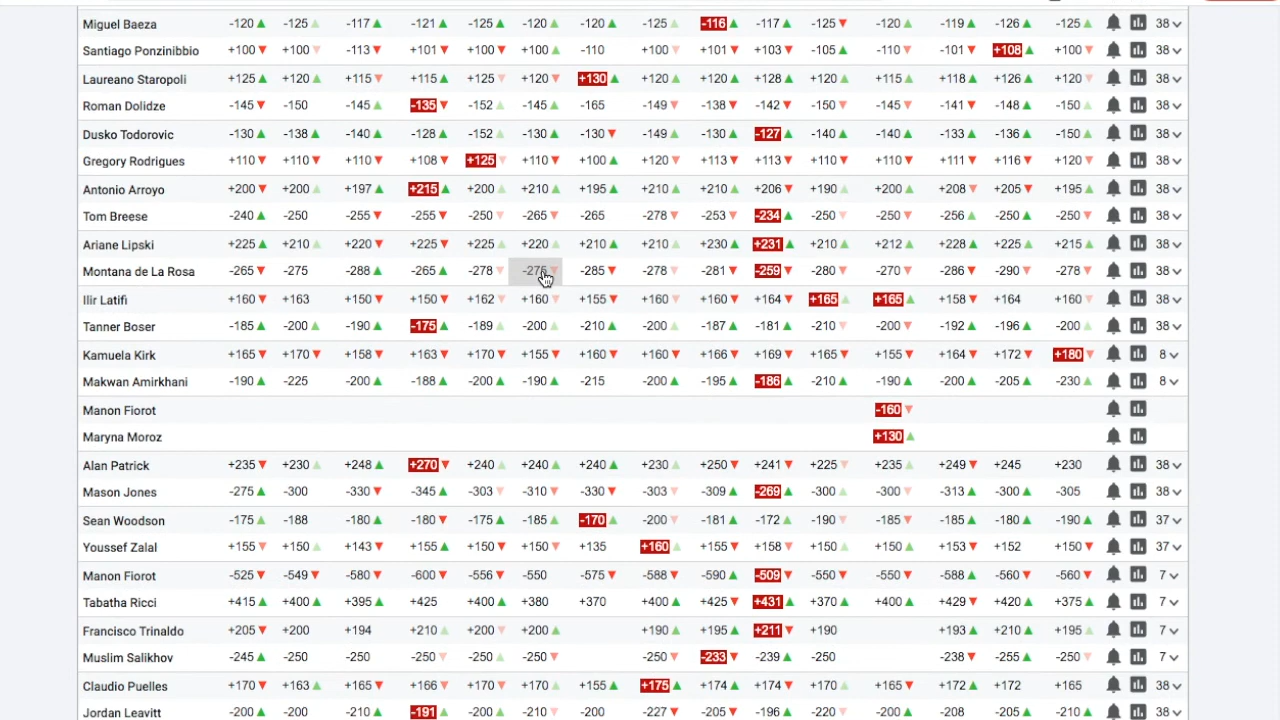 Miguel Baeza -120 -125 -117 -121 -125 -120 -120 -125 -116 -117 -125 -120 -119 -126 -125 38
Santiago Ponzinibbio +100 +100 -113 -101 +100 +100 -110 +100 +101 +103 -105 -110 -101 +108 +100 38
Laureano Staropoli +125 +120 +115 +115 +125 +120 +130 +120 +120 +128 +120 +115 +118 +126 +120 38
Roman Dolidze -145 -150 -145 -135 -152 -145 -165 -149 -138 -142 -150 -145 -141 -148 -150 38
Dusko Todorovic -130 -138 -140 -128 -152 -130 -130 -149 -130 -127 -140 -140 -133 -136 -150 38
Gregory Rodrigues +110 +110 +110 +108 +125 +110 +100 +120 +113 +113 +110 +110 +111 +116 +120 38
Antonio Arroyo +200 +200 +197 +215 +200 +210 +195 +210 +210 +206 +190 +200 +208 +205 +195 38
Tom Breese -240 -250 -255 -255 -250 -265 -265 -278 -253 -234 -250 -250 -259 -250 -250 38
Ariane Lipski +225 +210 +220 +225 +225 +220 +210 +210 +230 +231 +210 +212 +228 +225 +215 38
Montana de La Rosa -265 -275 -288 -265 -278 -285 -278 -281 -259 -280 -270 -286 -290 -278 38
Ilir Latifi +160 +163 +150 +150 +162 +160 +155 +160 +160 +164 +165 +165 +158 +164 +160 38
Tanner Boser -185 -200 -190 -175 -189 -200 -210 -200 -187 -181 -210 -200 -192 -196 -200 38
Kamuela Kirk +165 +170 +158 +163 +170 +155 +160 +160 +166 +169 +165 +155 +164 +172 +180 8
Makwan Amirkhani -190 -225 -200 -188 -200 -190 -215 -200 -195 -186 -210 -190 -200 -205 -230 8
Manon Fiorot -160
Maryna Moroz +130
Alan Patrick +235 +230 +248 +270 +240 +240 +240 +230 +250 +241 +225 +235 +249 +245 +230 38
Mason Jones -275 -300 -330 -345 -303 -310 -330 -303 -309 -269 -300 -300 -313 -300 -305 38
Sean Woodson -175 -188 -180 -180 -175 -185 -170 -200 -181 -172 -190 -185 -185 -180 -190 37
Youssef Zalal +155 +150 +143 +155 +150 +150 +135 +160 +155 +158 +150 +150 +153 +152 +150 37
Manon Fiorot -525 -549 -580 -600 -556 -550 -575 -588 -590 -509 -550 -550 -588 -560 -560 7
Tabatha Ricci +415 +400 +395 +425 +400 +380 +370 +400 +425 +431 +370 +400 +429 +420 +375 7
Francisco Trinaldo +205 +200 +194 +210 +200 +200 +190 +195 +211 +190 +193 +210 +195 7
Muslim Salikhov -245 -250 -250 -250 -250 -250 -250 -233 -239 -250 -238 -255 -250 7
Claudio Puelles +170 +163 +165 +166 +170 +170 +155 +175 +174 +174 +170 +165 +172 +172 +165 38
Jordan Leavitt -200 -200 -210 -191 -200 -210 -200 -227 -205 -196 -220 -200 -208 -205 -210 38